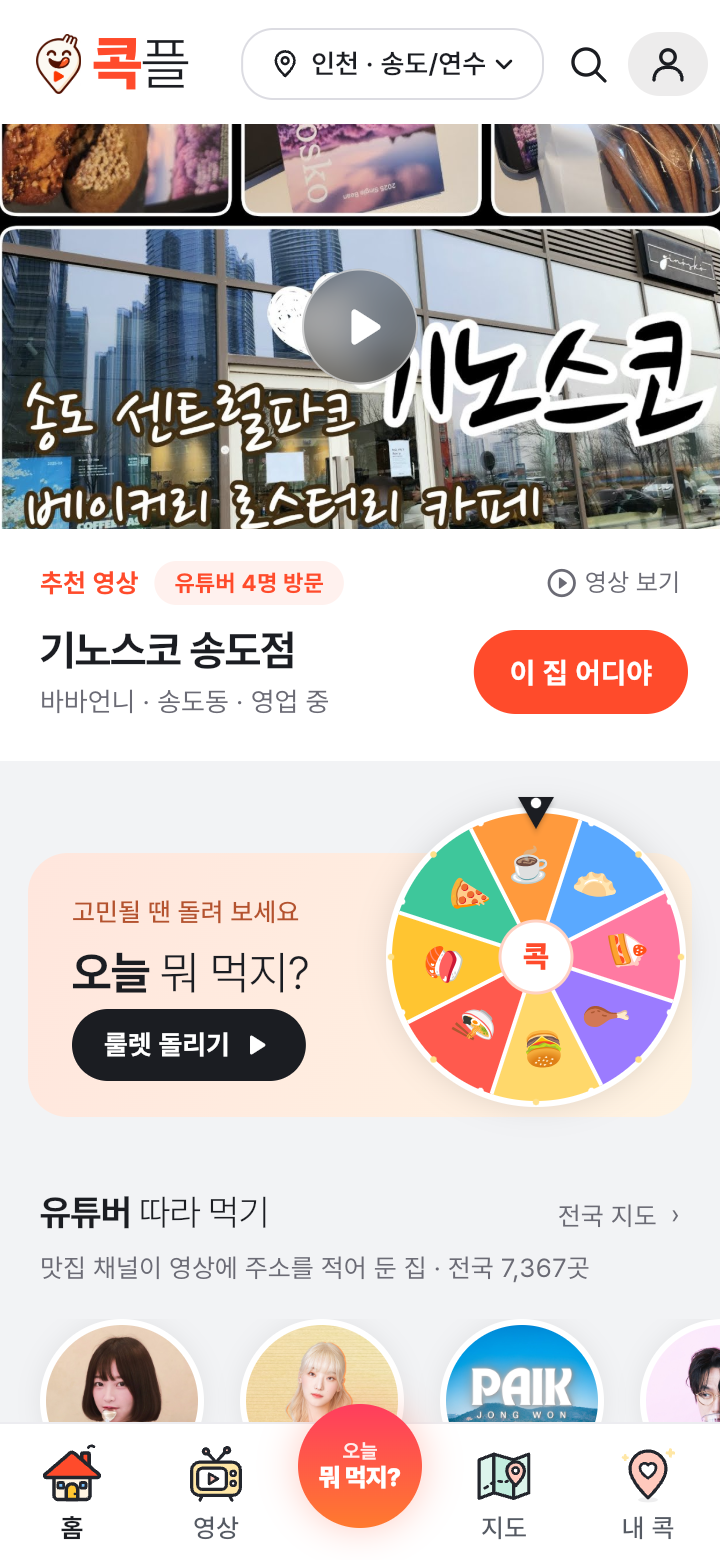 콕플
인천 · 송도/연수
osko
2025 Single Bean
ginosko
기노스코
송도 센트럴파크
베이커리 로스터리 카페
추천 영상
유튜버 4명 방문
영상 보기
기노스코 송도점
이 집 어디야
바바언니 · 송도동 · 영업 중
고민될 땐 돌려 보세요
오늘 뭐 먹지?
룰렛 돌리기
콕
유튜버 따라 먹기
전국 지도 ›
맛집 채널이 영상에 주소를 적어 둔 집 · 전국 7,367곳
PAIK
JONG WON
오늘
뭐 먹지?
홈
영상
지도
내 콕